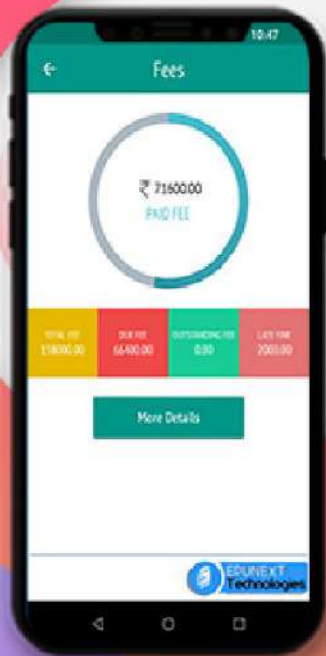 10:47
Fees
₹ 71600.00
PAID FEE
TOTAL FEE
138000.00
DUE FEE
66400.00
OUTSTANDING FEE
0.00
LATE FINE
2000.00
More Details
EDUNEXT
Technologies